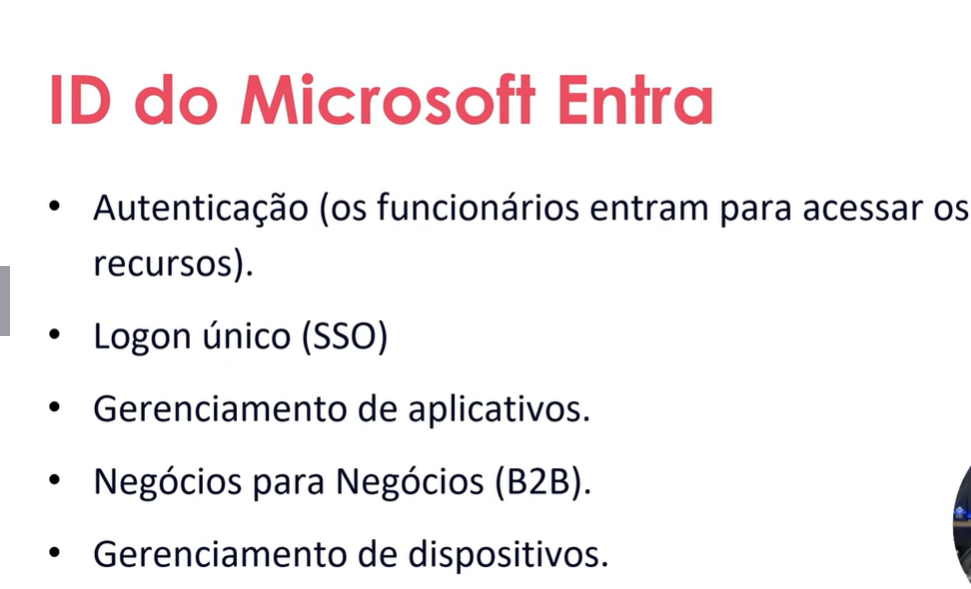 ID do Microsoft Entra
• Autenticação (os funcionários entram para acessar os
recursos).
• Logon único (SSO)
• Gerenciamento de aplicativos.
• Negócios para Negócios (B2B).
• Gerenciamento de dispositivos.